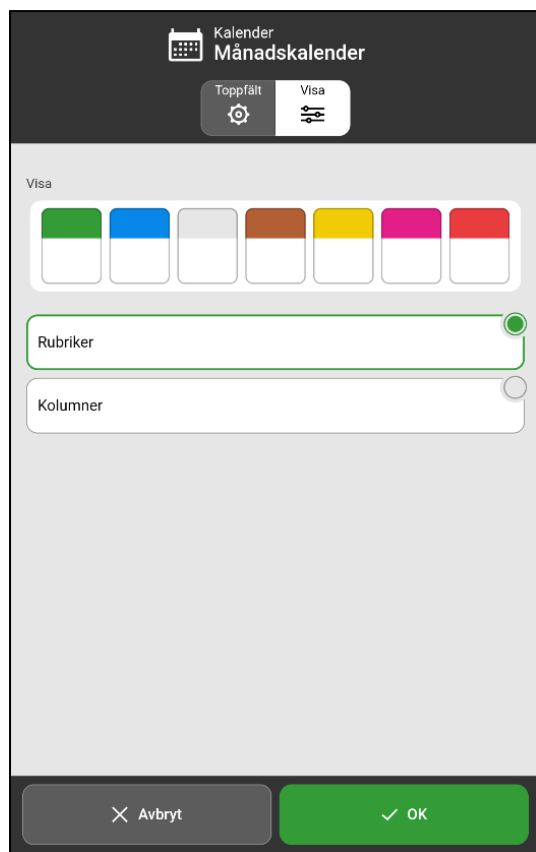 Kalender
Månadskalender
Toppfält
Visa
Visa
Rubriker
Kolumner
Avbryt
OK